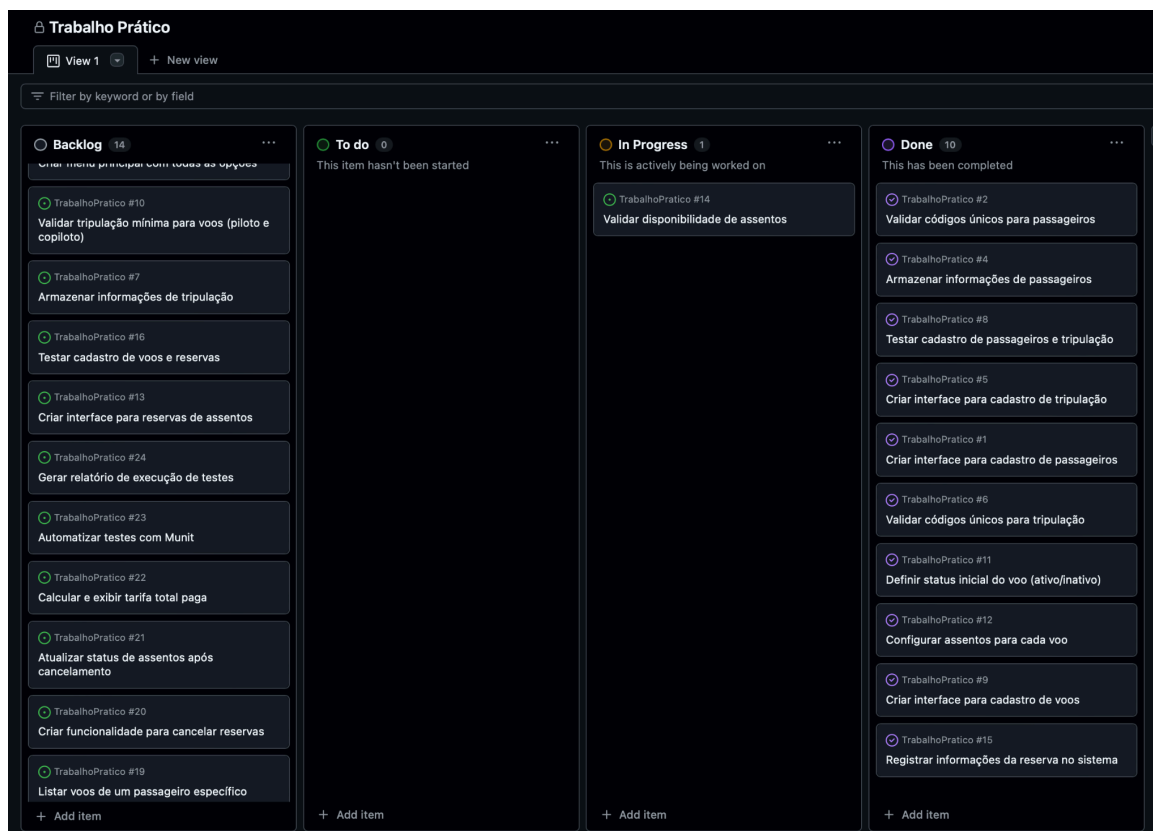 Trabalho Prático
View 1
New view
Filter by keyword or by field
Backlog 14
Criar menu principal com todas as opções
TrabalhoPratico #10
Validar tripulação mínima para voos (piloto e
copiloto)
TrabalhoPratico #7
Armazenar informações de tripulação
TrabalhoPratico #16
Testar cadastro de voos e reservas
TrabalhoPratico #13
Criar interface para reservas de assentos
TrabalhoPratico #24
Gerar relatório de execução de testes
TrabalhoPratico #23
Automatizar testes com Munit
TrabalhoPratico #22
Calcular e exibir tarifa total paga
TrabalhoPratico #21
Atualizar status de assentos após
cancelamento
TrabalhoPratico #20
Criar funcionalidade para cancelar reservas
TrabalhoPratico #19
Listar voos de um passageiro específico
+ Add item
To do 0
This item hasn't been started
+ Add item
In Progress 1
This is actively being worked on
TrabalhoPratico #14
Validar disponibilidade de assentos
+ Add item
Done 10
This has been completed
TrabalhoPratico #2
Validar códigos únicos para passageiros
TrabalhoPratico #4
Armazenar informações de passageiros
TrabalhoPratico #8
Testar cadastro de passageiros e tripulação
TrabalhoPratico #5
Criar interface para cadastro de tripulação
TrabalhoPratico #1
Criar interface para cadastro de passageiros
TrabalhoPratico #6
Validar códigos únicos para tripulação
TrabalhoPratico #11
Definir status inicial do voo (ativo/inativo)
TrabalhoPratico #12
Configurar assentos para cada voo
TrabalhoPratico #9
Criar interface para cadastro de voos
TrabalhoPratico #15
Registrar informações da reserva no sistema
+ Add item